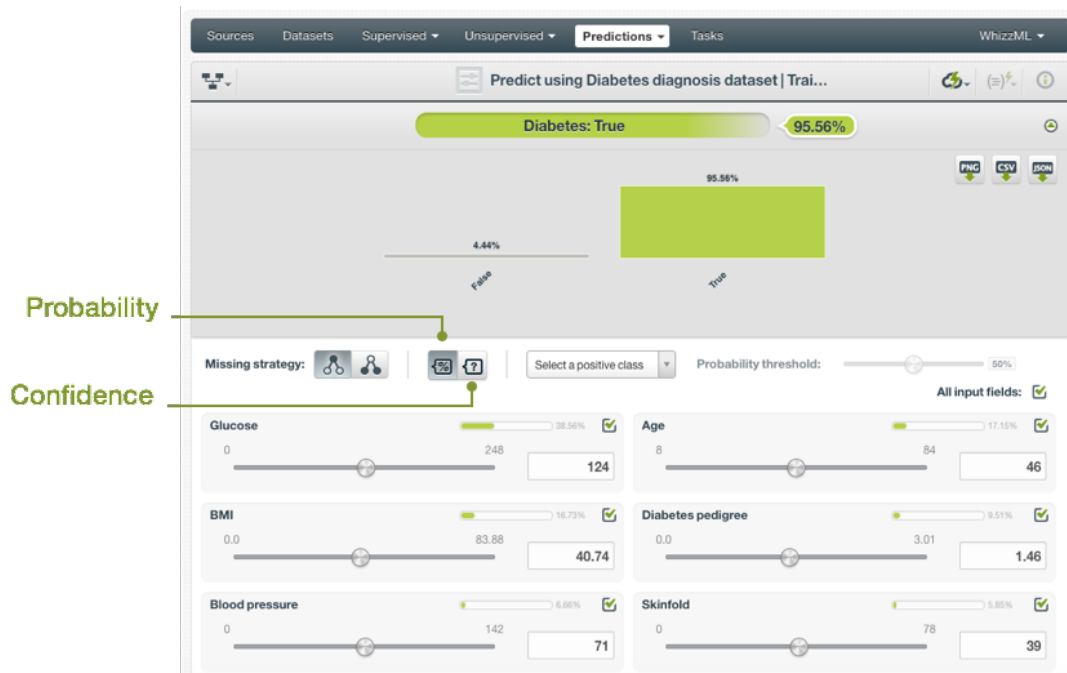 Sources Datasets Supervised Unsupervised Predictions Tasks WhizzML
Predict using Diabetes diagnosis dataset | Trai...
Diabetes: True 95.56%
PNG CSV JSON
95.56%
4.44%
False True
Probability
Missing strategy: % ? Select a positive class Probability threshold: 50%
Confidence
All input fields:
Glucose 38.56% Age 17.15%
0 248 8 84
124 46
BMI 16.73% Diabetes pedigree 9.51%
0.0 83.88 0.0 3.01
40.74 1.46
Blood pressure 6.66% Skinfold 5.85%
0 142 0 78
71 39